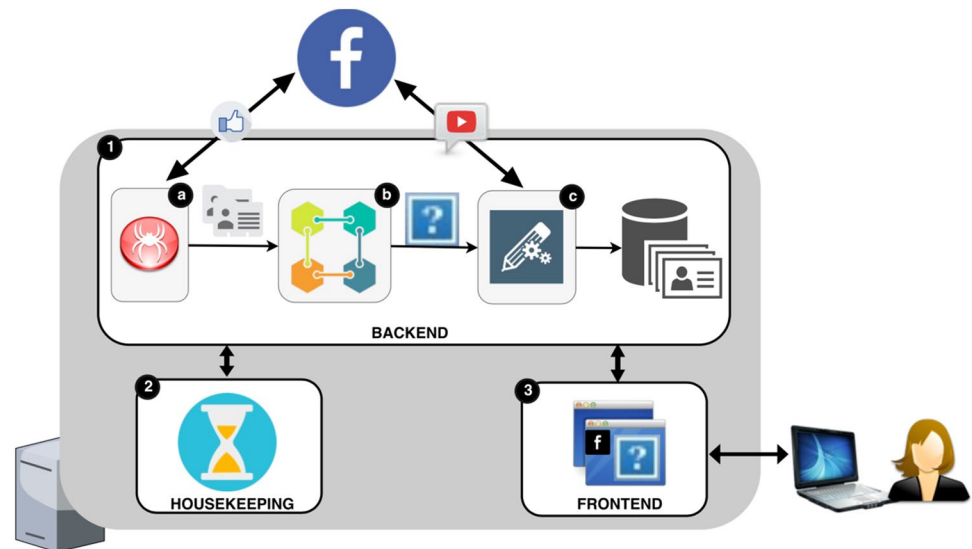 f
1
a
b
c
?
BACKEND
2
3
f
?
HOUSEKEEPING
FRONTEND